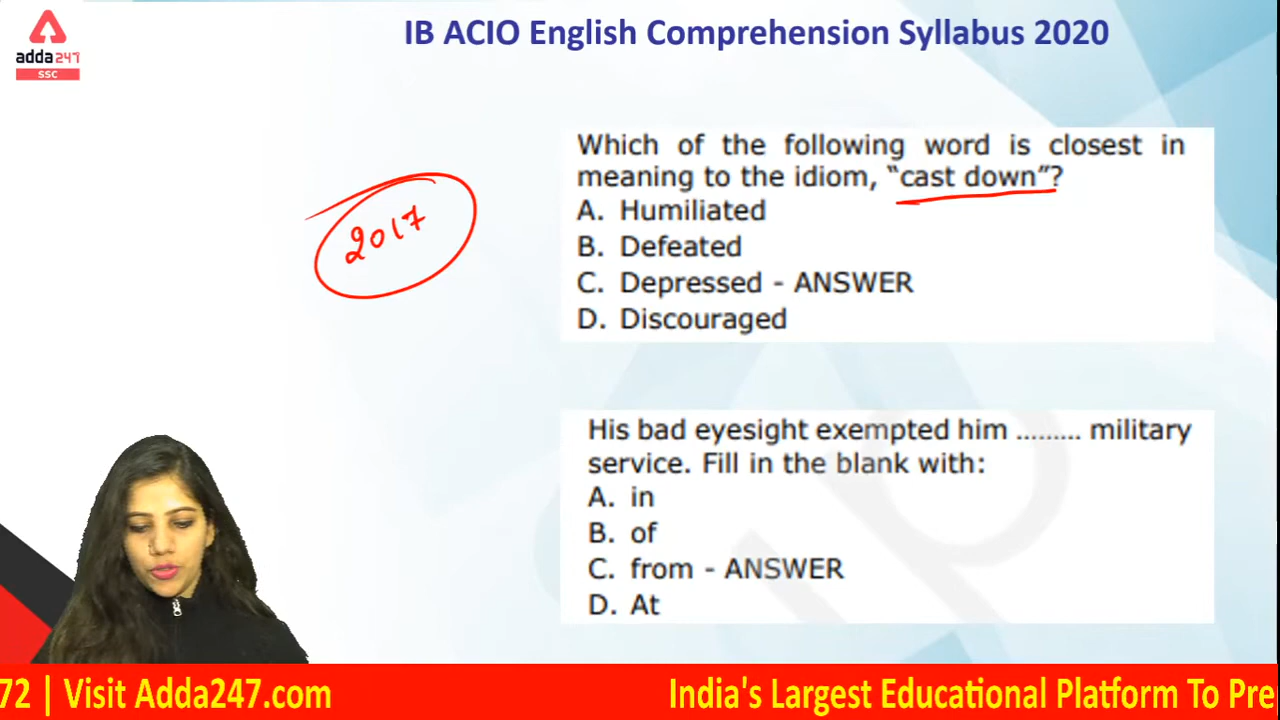 adda247
SSC
IB ACIO English Comprehension Syllabus 2020
2017
Which of the following word is closest in
meaning to the idiom, “cast down”?
A. Humiliated
B. Defeated
C. Depressed - ANSWER
D. Discouraged
His bad eyesight exempted him ......... military
service. Fill in the blank with:
A. in
B. of
C. from - ANSWER
D. At
72 | Visit Adda247.com
India's Largest Educational Platform To Pre